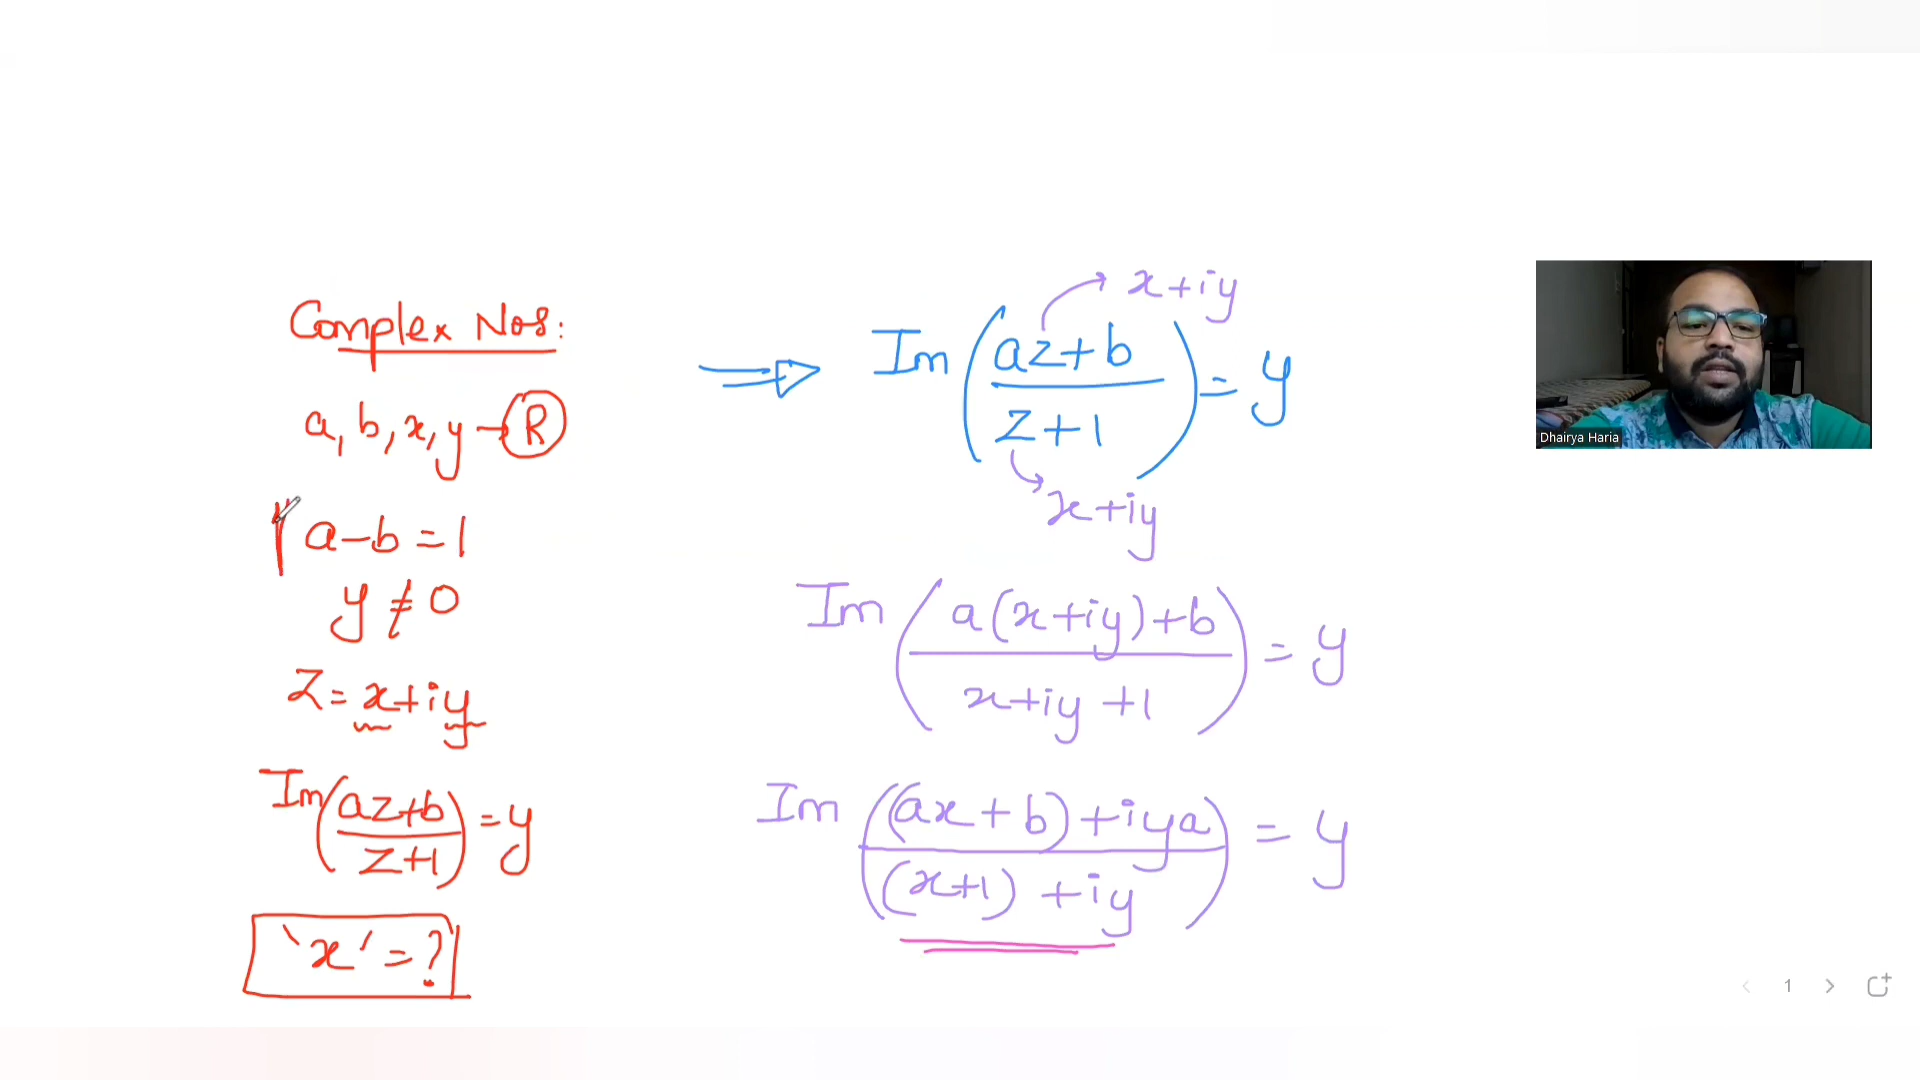 Complex Nos:
a, b, x, y → R
a-b=1
y ≠ 0
z = x+iy
Im(az+b/z+1) = y
'x' = ?
x+iy
Im(az+b/z+1) = y
x+iy
Im(a(x+iy)+b/x+iy+1) = y
Im((ax+b)+iya/(x+1)+iy) = y
Dhairya Haria
1